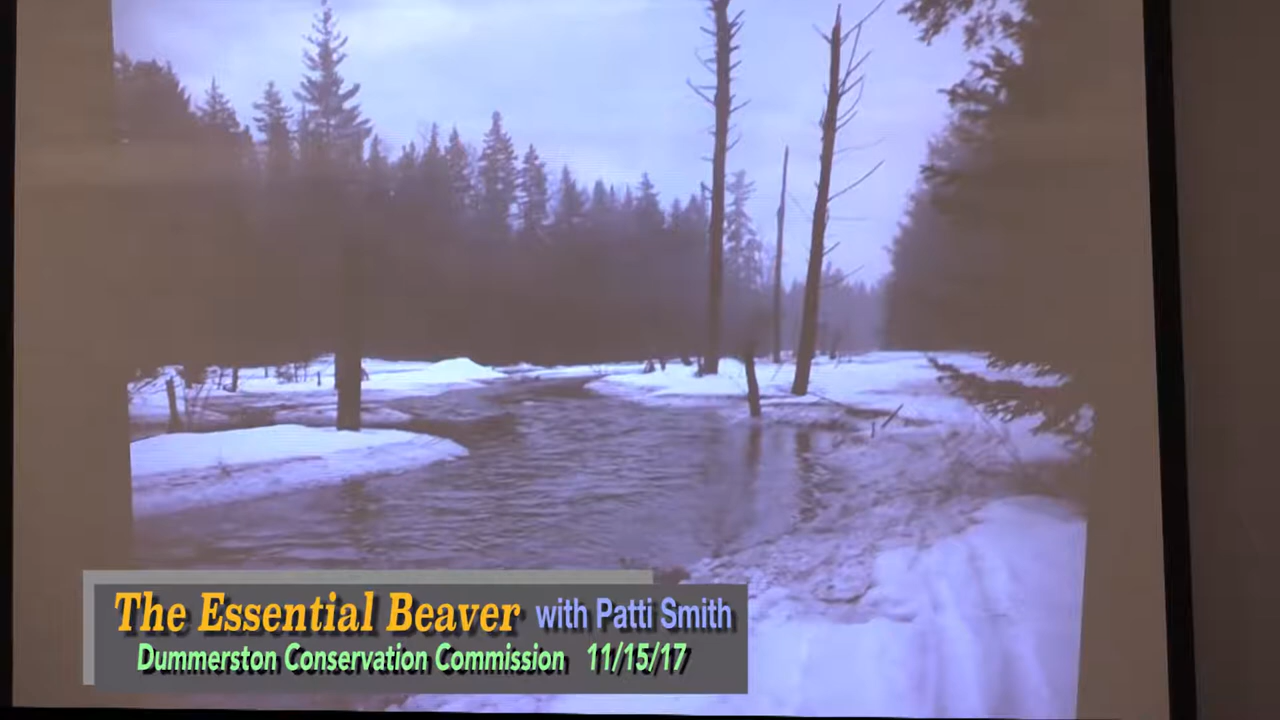 The Essential Beaver with Patti Smith
Dummerston Conservation Commission 11/15/17